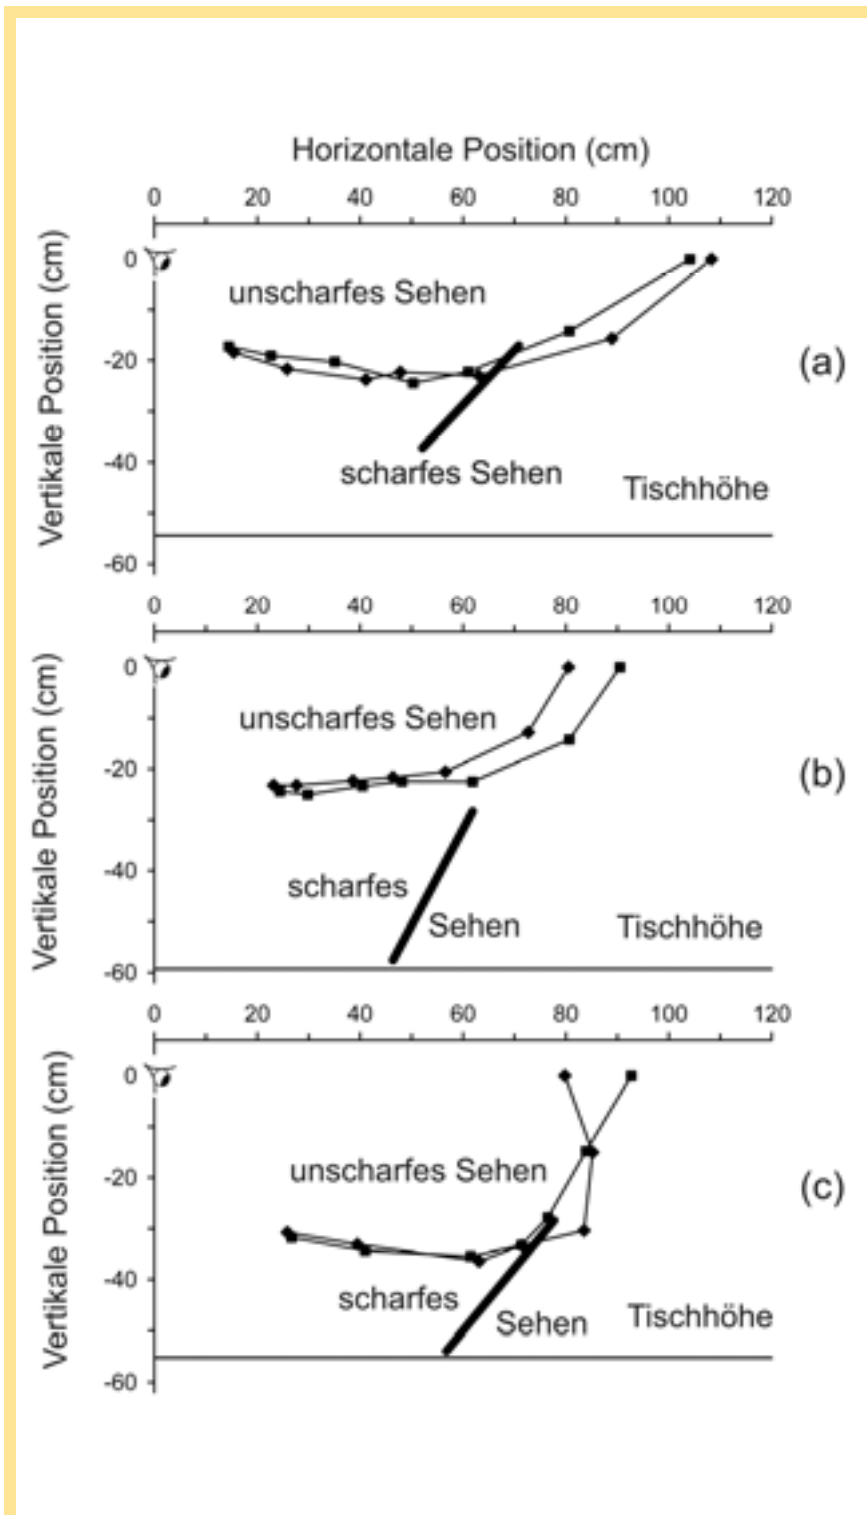 Horizontale Position (cm)
0 20 40 60 80 100 120
Vertikale Position (cm)
0
-20
-40
-60
unscharfes Sehen
scharfes Sehen
Tischhöhe
(a)
0 20 40 60 80 100 120
Vertikale Position (cm)
0
-20
-40
-60
unscharfes Sehen
scharfes
Sehen
Tischhöhe
(b)
0 20 40 60 80 100 120
Vertikale Position (cm)
0
-20
-40
-60
unscharfes Sehen
scharfes
Sehen
Tischhöhe
(c)